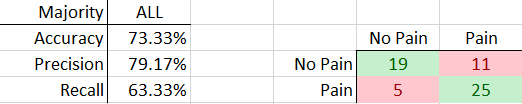 Majority ALL
Accuracy 73.33%
Precision 79.17%
Recall 63.33%
No Pain Pain
No Pain 19 11
Pain 5 25